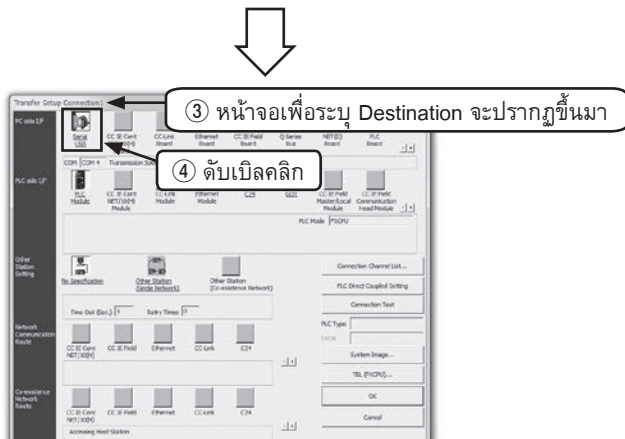 Transfer Setup Connection1
③ หน้าจอเพื่อระบุ Destination จะปรากฏขึ้นมา
PC side I/F
Serial USB
CC IE Cont NET/10(H)
CC-Link Board
Ethernet Board
CC IE Field Board
Q Series Bus
NET(II) Board
PLC Board
④ ดับเบิลคลิก
COM COM 4 Transmission
PLC side I/F
PLC Module
CC IE Cont NET/10(H) Module
CC-Link Module
Ethernet Module
C24
GOT
CC IE Field Master/Local Module
CC IE Field Communication Head Module
PLC Mode FXCPU
Other Station Setting
No Specification
Other Station (Single Network)
Other Station (Co-existence Network)
Connection Channel List...
PLC Direct Coupled Setting
Time Out (Sec.)
Retry Times 0
Connection Test
Network Communication Route
CC IE Cont NET/10(H)
CC IE Field
Ethernet
CC-Link
C24
PLC Type
System Image...
TEL (FXCPU)...
Co-existence Network Route
CC IE Cont NET/10(H)
CC IE Field
Ethernet
CC-Link
C24
OK
Cancel
Accessing Host Station